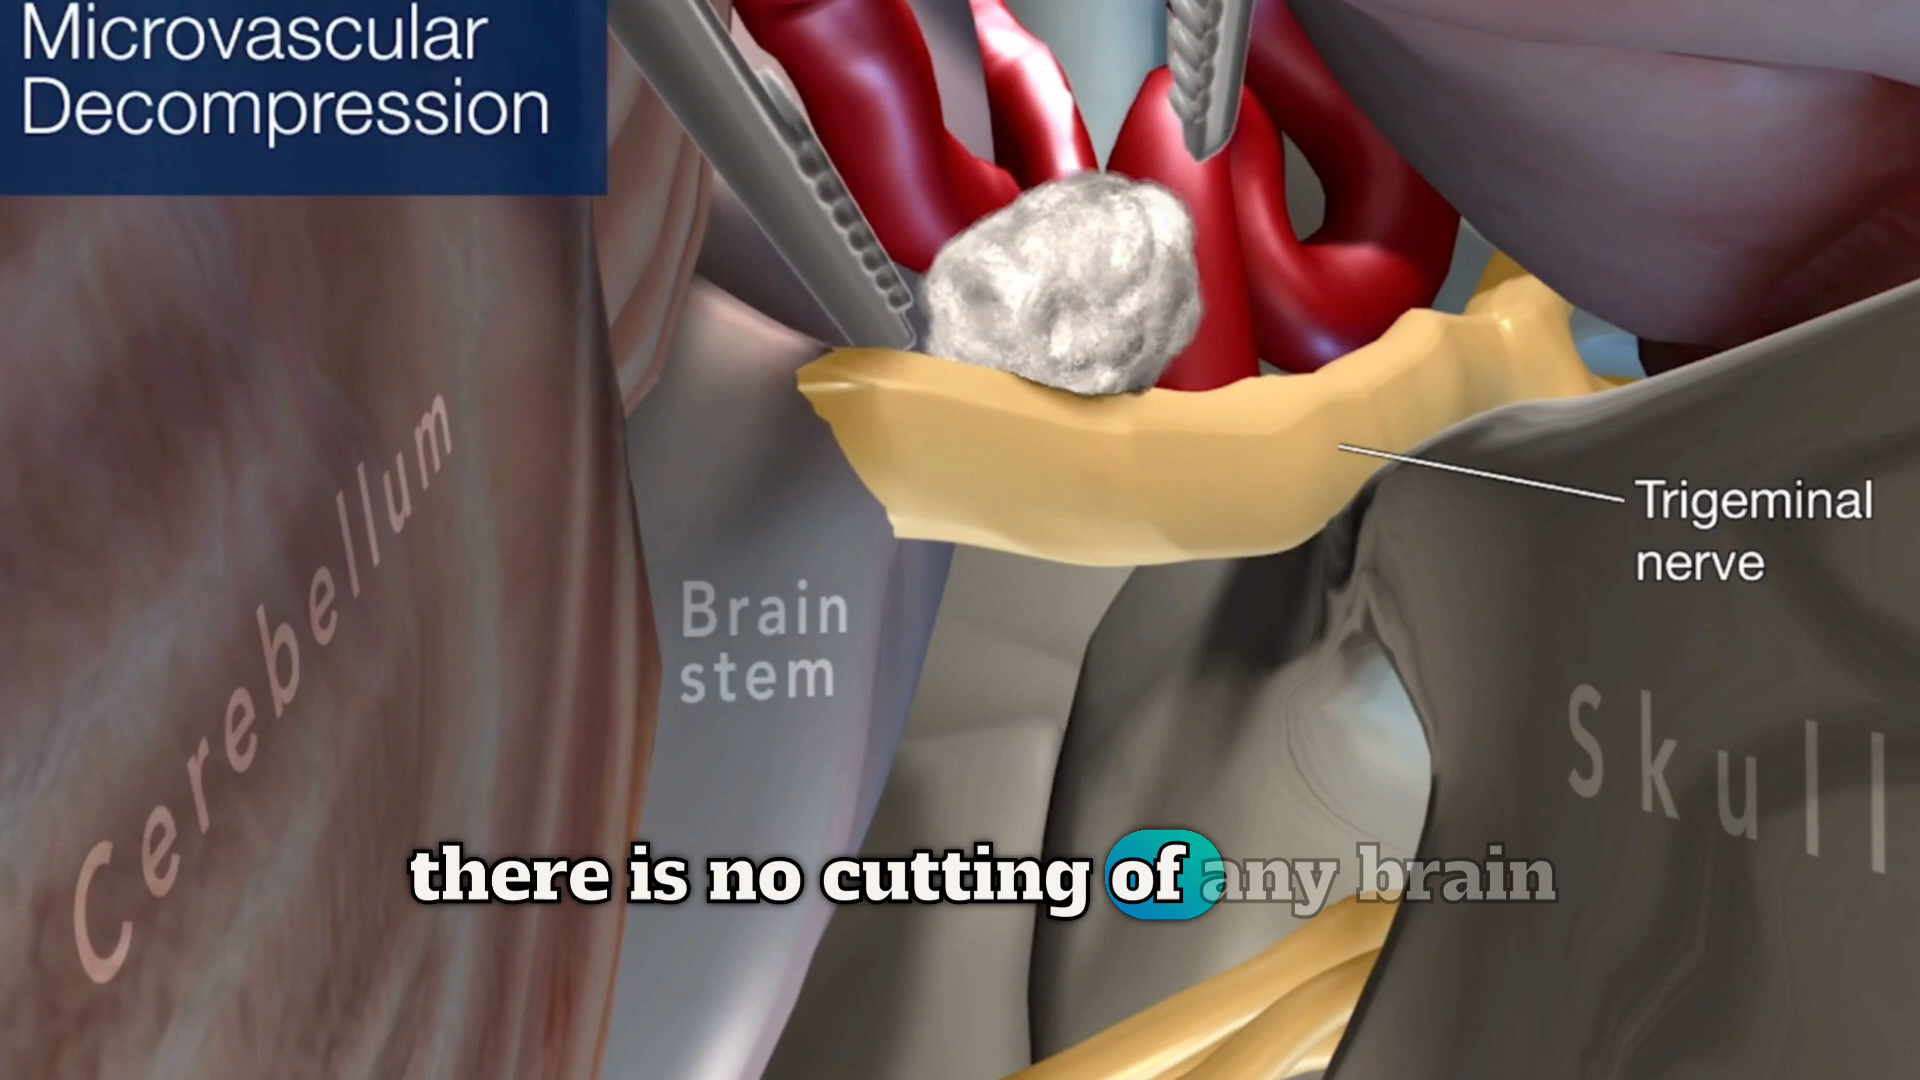 Microvascular
Decompression
Cerebellum
Brain
stem
Trigeminal
nerve
Skull
there is no cutting of any brain